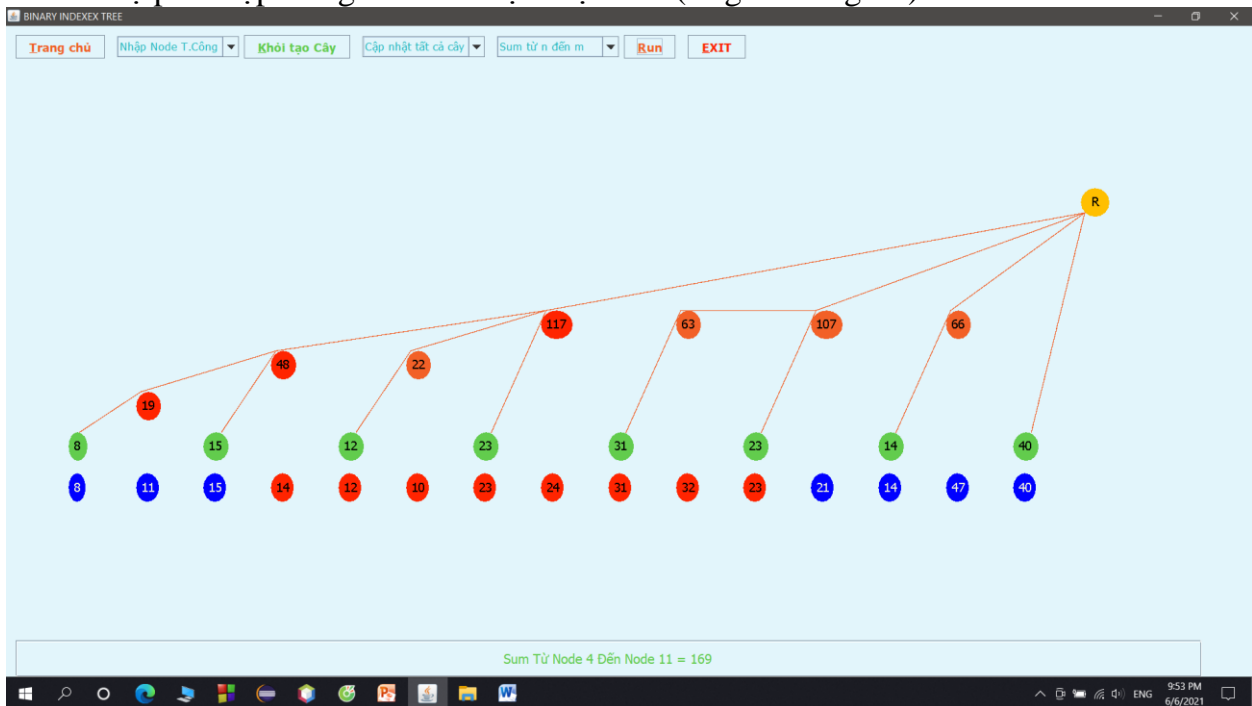 BINARY INDEXEX TREE
Trang chủ Nhập Node T.Công Khỏi tạo Cây Cập nhật tất cả cây Sum từ n đến m Run EXIT
R
117 63 107 66
48 22
19
8 15 12 23 31 23 14 40
8 11 15 14 12 10 23 24 31 32 23 21 14 47 40
Sum Từ Node 4 Đến Node 11 = 169
ENG 9:53 PM
6/6/2021